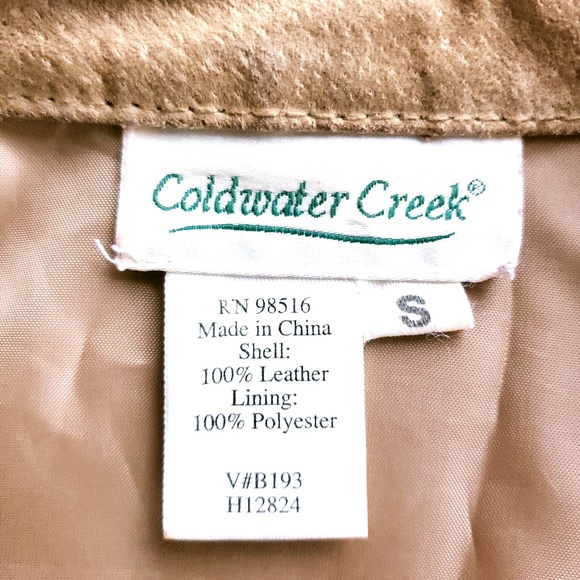 Coldwater Creek®
S
RN 98516
Made in China
Shell:
100% Leather
Lining:
100% Polyester
V#B193
H12824